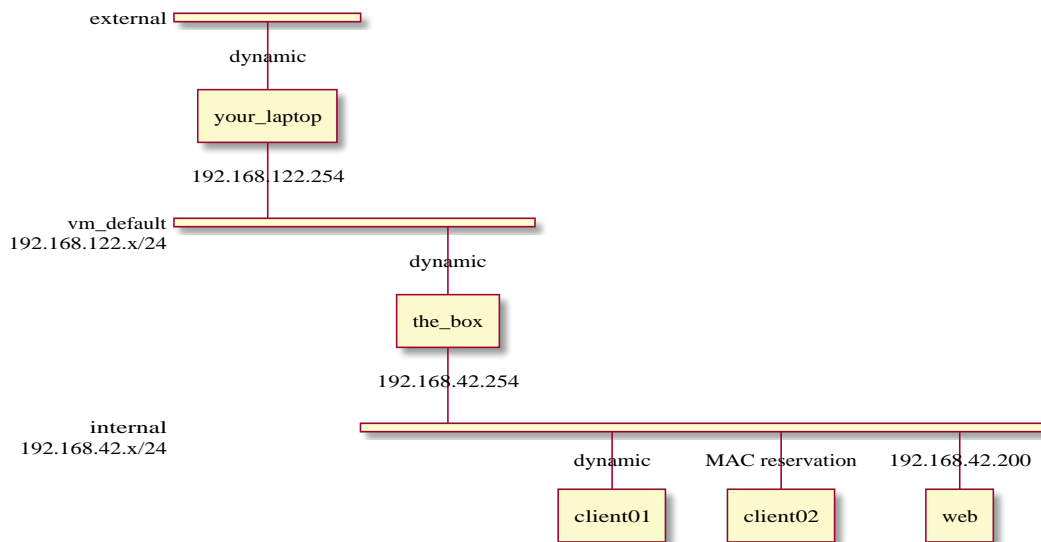 external
dynamic
your_laptop
192.168.122.254
vm_default
192.168.122.x/24
dynamic
the_box
192.168.42.254
internal
192.168.42.x/24
dynamic MAC reservation 192.168.42.200
client01 client02 web